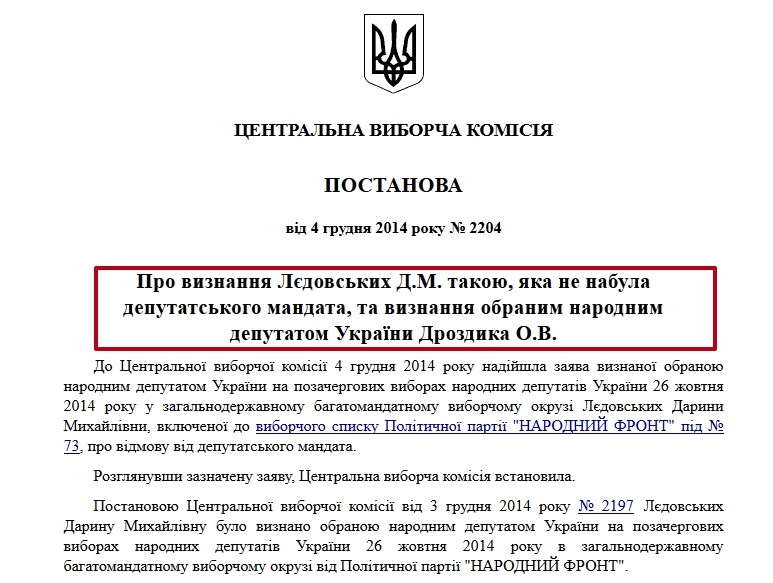 ЦЕНТРАЛЬНА ВИБОРЧА КОМІСІЯ
ПОСТАНОВА
від 4 грудня 2014 року № 2204
Про визнання Лєдовських Д.М. такою, яка не набула
депутатського мандата, та визнання обраним народним
депутатом України Дроздика О.В.
До Центральної виборчої комісії 4 грудня 2014 року надійшла заява визнаної обраною
народним депутатом України на позачергових виборах народних депутатів України 26 жовтня
2014 року у загальнодержавному багатомандатному виборчому окрузі Лєдовських Дарини
Михайлівни, включеної до виборчого списку Політичної партії "НАРОДНИЙ ФРОНТ" під №
73, про відмову від депутатського мандата.
Розглянувши зазначену заяву, Центральна виборча комісія встановила.
Постановою Центральної виборчої комісії від 3 грудня 2014 року № 2197 Лєдовських
Дарину Михайлівну було визнано обраною народним депутатом України на позачергових
виборах народних депутатів України 26 жовтня 2014 року в загальнодержавному
багатомандатному виборчому окрузі від Політичної партії "НАРОДНИЙ ФРОНТ".